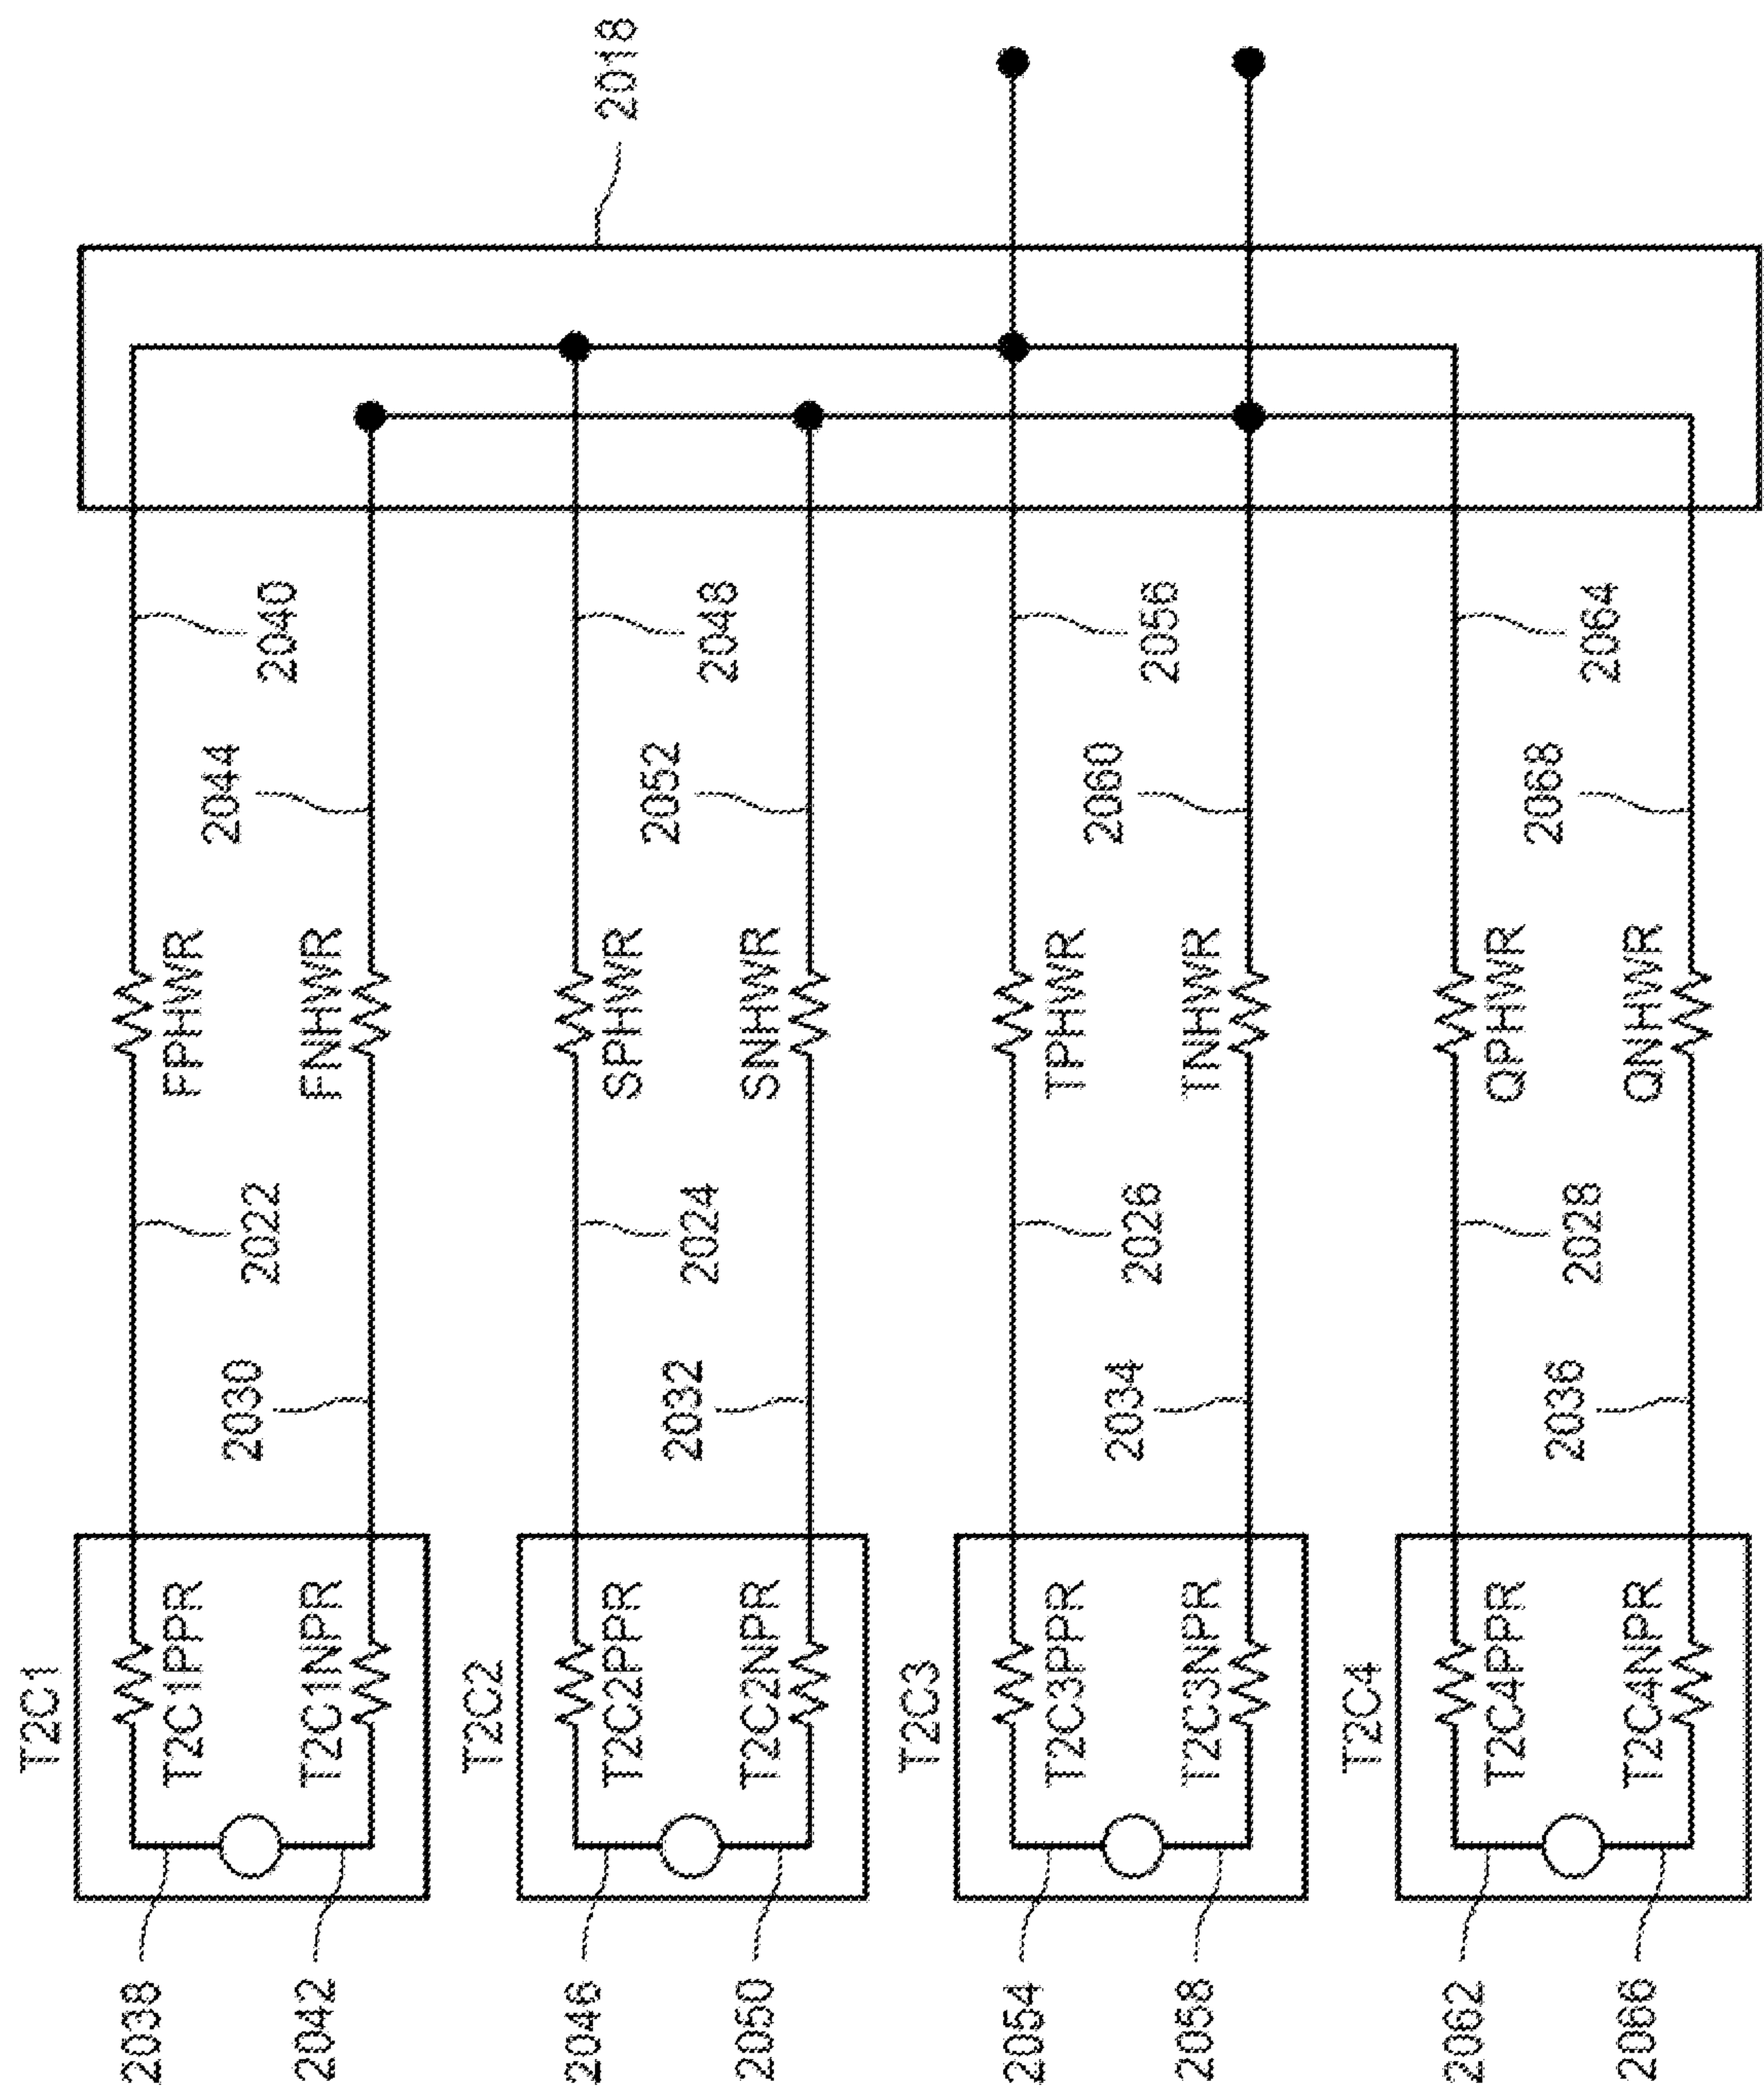 T2C1
2038
2042
T2C1PPR
T2C1NPR
2030
2022
FPHWR
FNHWR
2044
2040
T2C2
2046
2050
T2C2PPR
T2C2NPR
2032
2024
SPHWR
SNHWR
2052
2048
2018
T2C3
2054
2058
T2C3PPR
T2C3NPR
2034
2026
TPHWR
TNHWR
2060
2056
T2C4
2062
2066
T2C4PPR
T2C4NPR
2036
2028
QPHWR
QNHWR
2068
2064